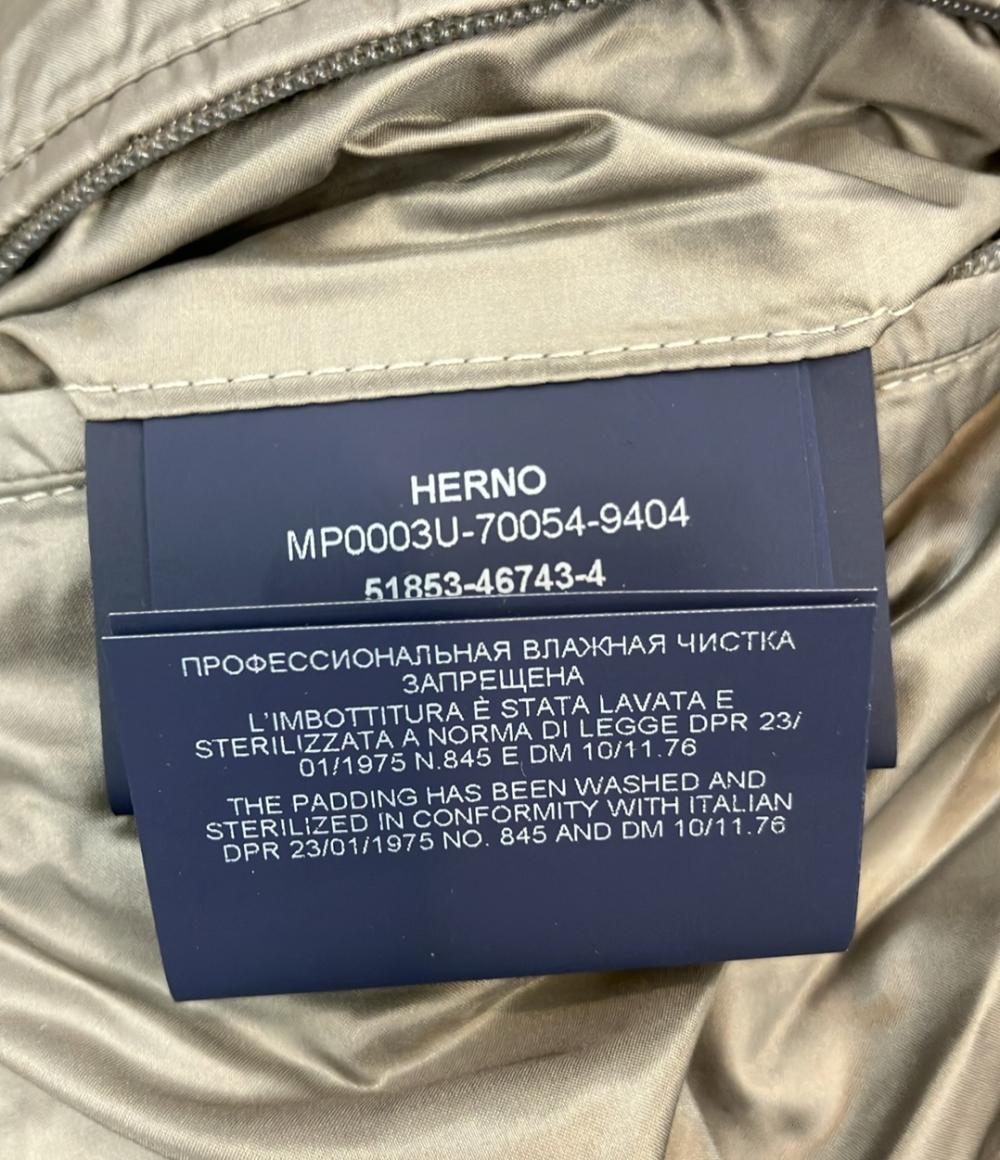 HERNO
MP0003U-70054-9404
51853-46743-4
ПРОФЕССИОНАЛЬНАЯ ВЛАЖНАЯ ЧИСТКА
ЗАПРЕЩЕНА
L'IMBOTTITURA È STATA LAVATA E
STERILIZZATA A NORMA DI LEGGE DPR 23/
01/1975 N.845 E DM 10/11.76
THE PADDING HAS BEEN WASHED AND
STERILIZED IN CONFORMITY WITH ITALIAN
DPR 23/01/1975 NO. 845 AND DM 10/11.76